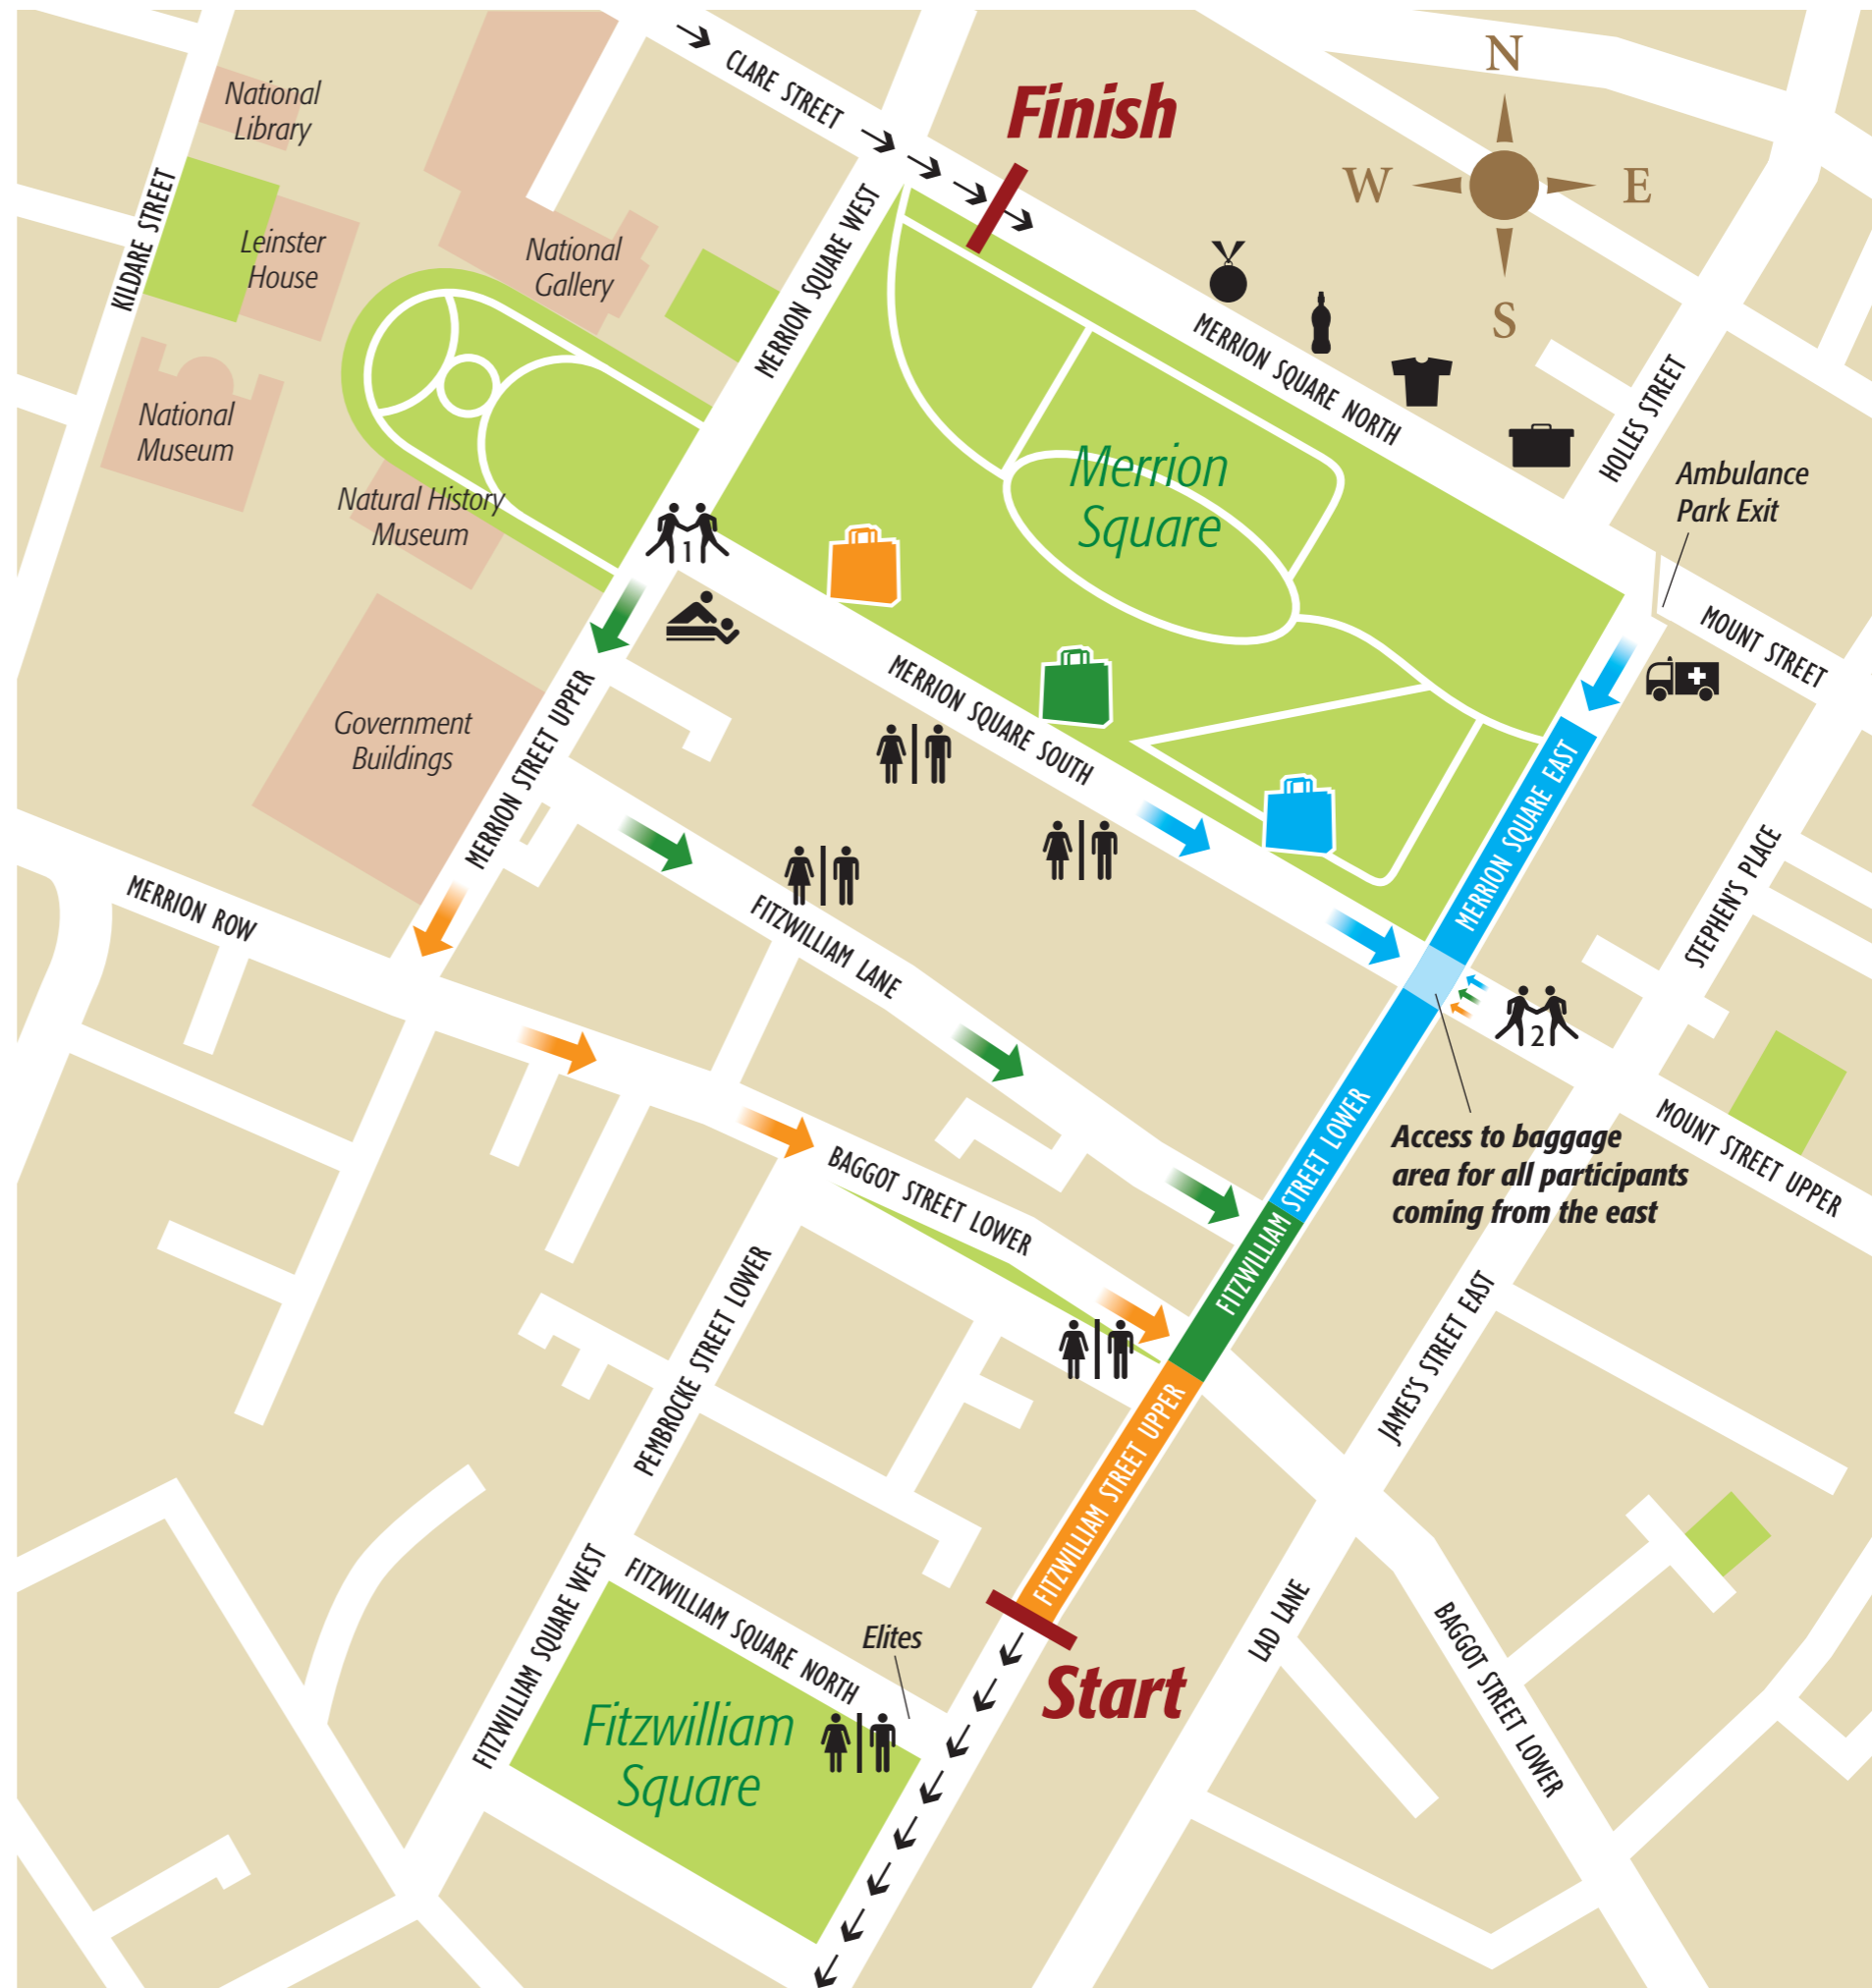 N
W
E
S
CLARE STREET
Finish
National
Library
KILDARE STREET
Leinster
House
National
Gallery
MERRION SQUARE WEST
MERRION SQUARE NORTH
HOLLES STREET
National
Museum
Natural History
Museum
Merrion
Square
Ambulance
Park Exit
1
MOUNT STREET
MERRION SQUARE SOUTH
Government
Buildings
MERRION STREET UPPER
MERRION SQUARE EAST
STEPHEN'S PLACE
MERRION ROW
FITZWILLIAM LANE
2
Access to baggage
area for all participants
coming from the east
MOUNT STREET UPPER
FITZWILLIAM STREET LOWER
BAGGOT STREET LOWER
PEMBROCKE STREET LOWER
JAMES'S STREET EAST
FITZWILLIAM STREET UPPER
FITZWILLIAM SQUARE WEST
FITZWILLIAM SQUARE NORTH
Elites
Start
LAD LANE
BAGGOT STREET LOWER
Fitzwilliam
Square